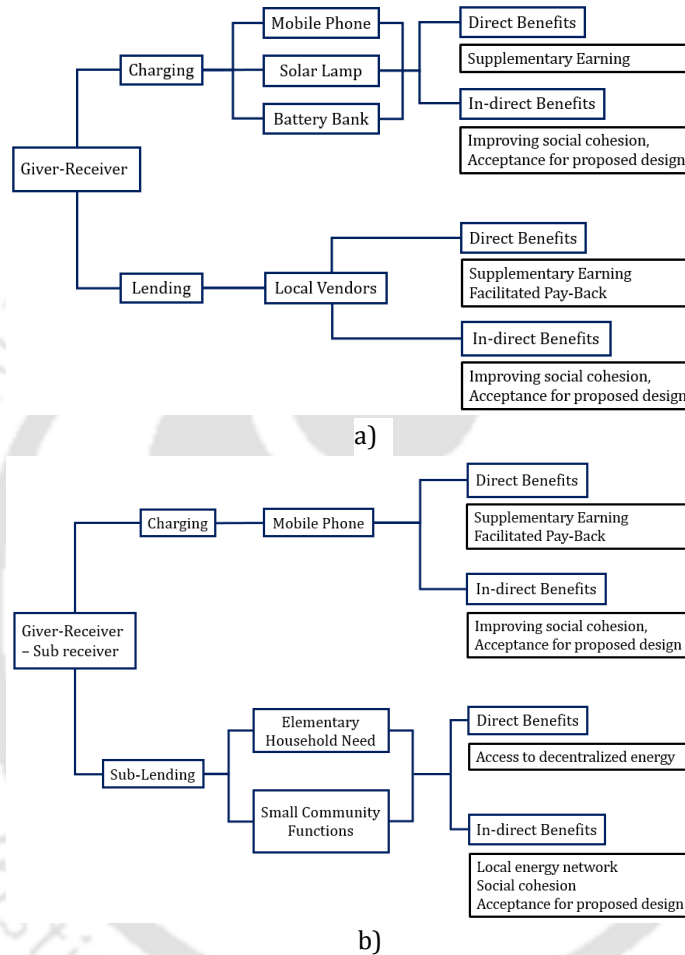 Mobile Phone
Direct Benefits
Charging
Solar Lamp
Supplementary Earning
Battery Bank
In-direct Benefits
Improving social cohesion,
Acceptance for proposed design
Giver-Receiver
Direct Benefits
Supplementary Earning
Facilitated Pay-Back
Lending
Local Vendors
In-direct Benefits
Improving social cohesion,
Acceptance for proposed design
a)
Direct Benefits
Charging
Mobile Phone
Supplementary Earning
Facilitated Pay-Back
In-direct Benefits
Improving social cohesion,
Acceptance for proposed design
Giver-Receiver
– Sub receiver
Elementary
Household Need
Direct Benefits
Access to decentralized energy
Sub-Lending
Small Community
Functions
In-direct Benefits
Local energy network
Social cohesion
Acceptance for proposed design
b)